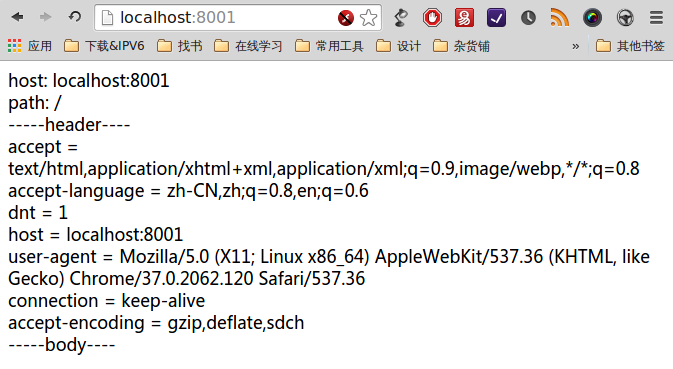 localhost:8001
应用 下载&IPV6 找书 在线学习 常用工具 设计 杂货铺 » 其他书签
host: localhost:8001
path: /
-----header----
accept =
text/html,application/xhtml+xml,application/xml;q=0.9,image/webp,*/*;q=0.8
accept-language = zh-CN,zh;q=0.8,en;q=0.6
dnt = 1
host = localhost:8001
user-agent = Mozilla/5.0 (X11; Linux x86_64) AppleWebKit/537.36 (KHTML, like
Gecko) Chrome/37.0.2062.120 Safari/537.36
connection = keep-alive
accept-encoding = gzip,deflate,sdch
-----body----